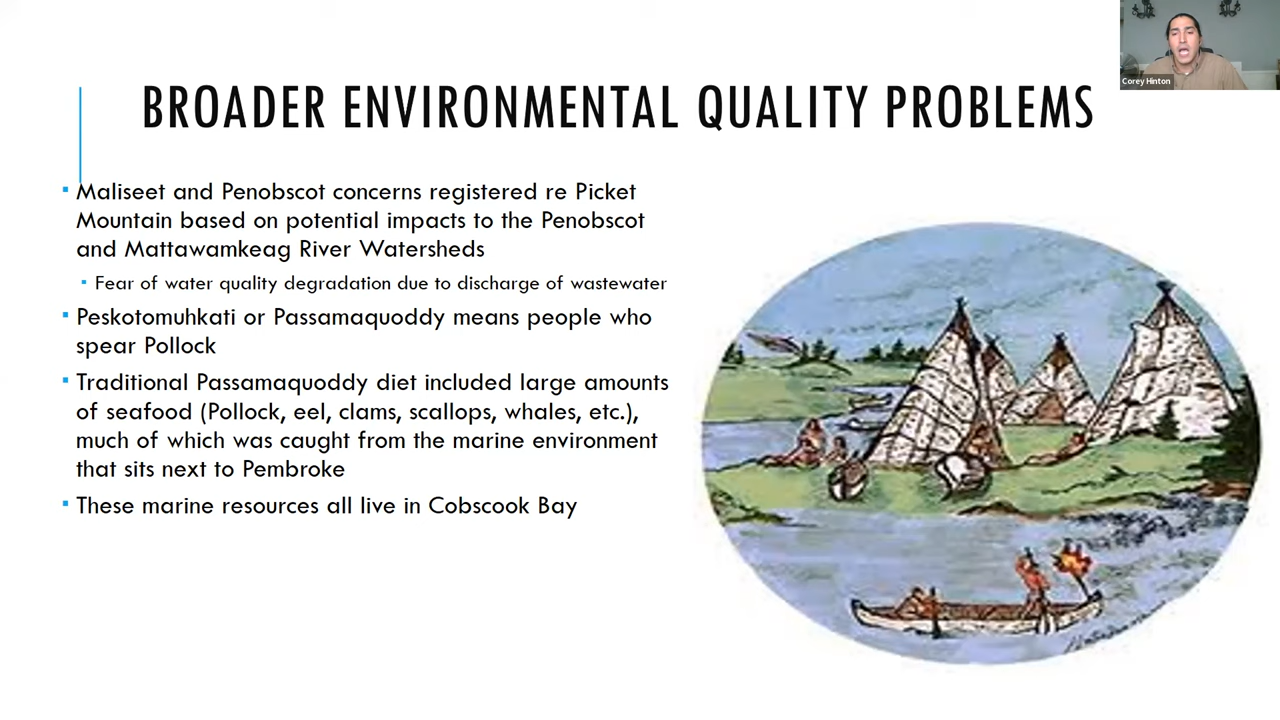 Corey Hinton
BROADER ENVIRONMENTAL QUALITY PROBLEMS
▪ Maliseet and Penobscot concerns registered re Picket
Mountain based on potential impacts to the Penobscot
and Mattawamkeag River Watersheds
▪ Fear of water quality degradation due to discharge of wastewater
▪ Peskotomuhkati or Passamaquoddy means people who
spear Pollock
▪ Traditional Passamaquoddy diet included large amounts
of seafood (Pollock, eel, clams, scallops, whales, etc.),
much of which was caught from the marine environment
that sits next to Pembroke
▪ These marine resources all live in Cobscook Bay